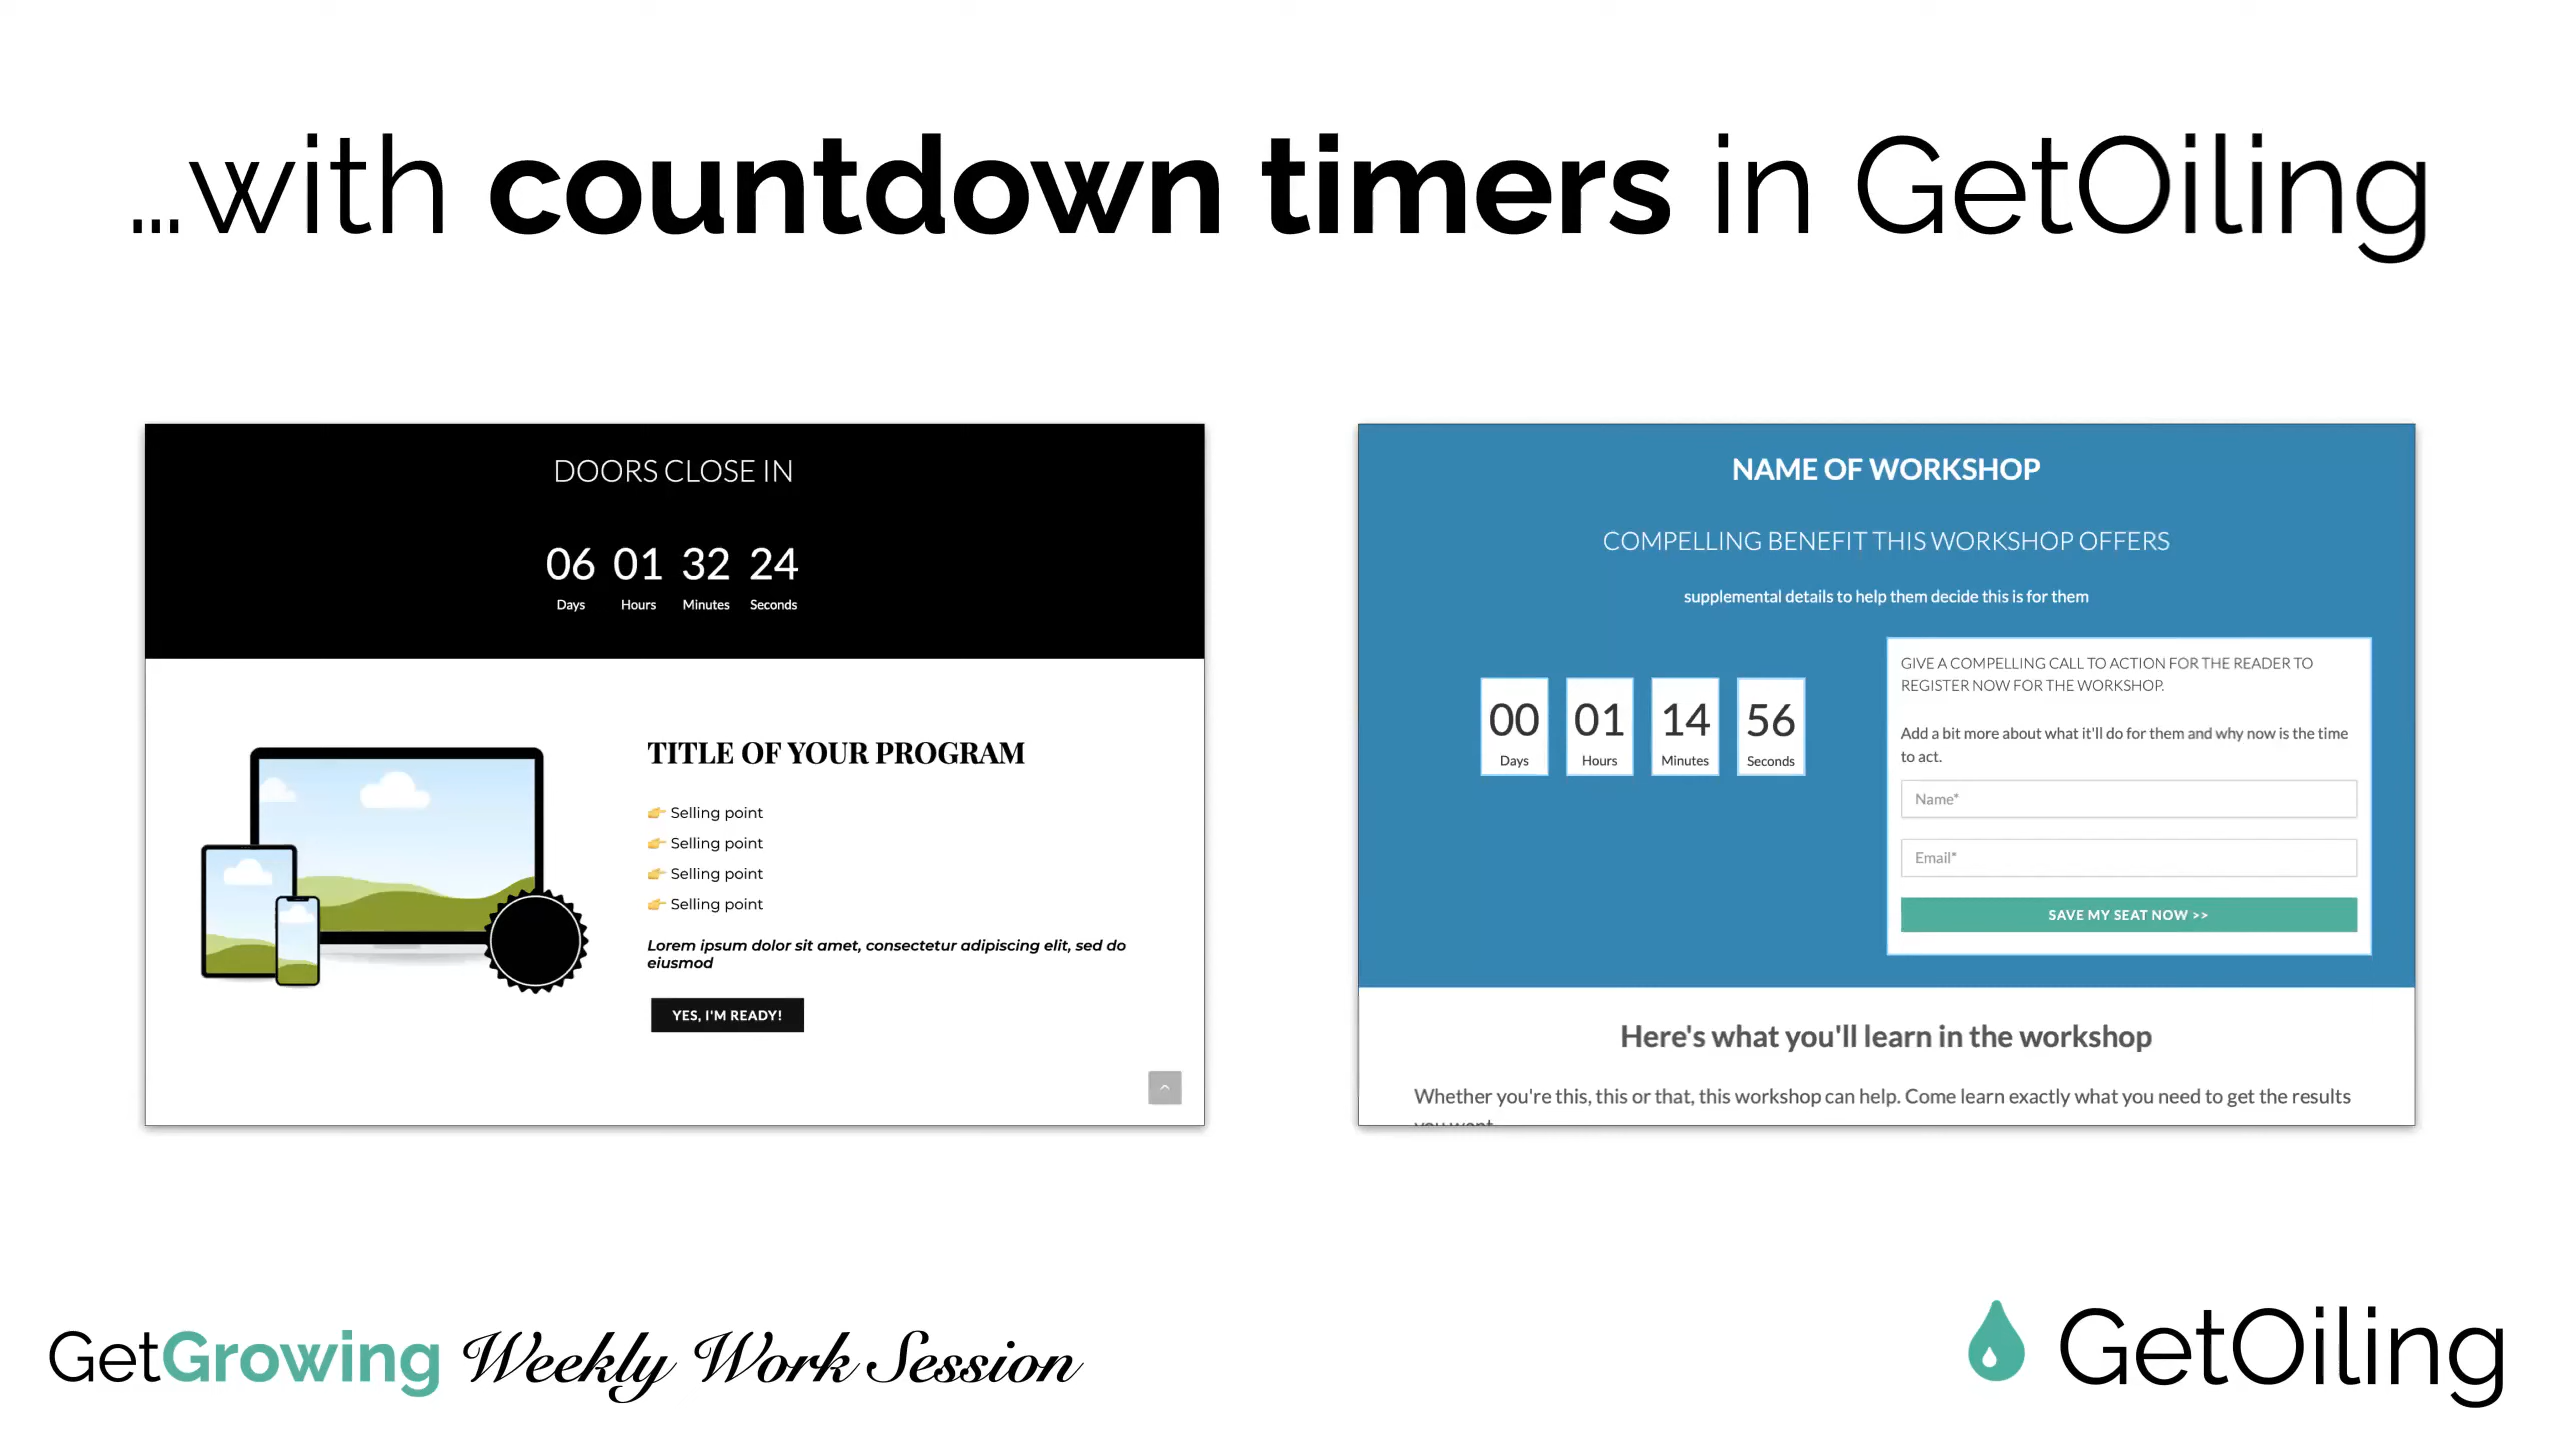 ...with countdown timers in GetOiling
DOORS CLOSE IN
06 01 32 24
Days Hours Minutes Seconds
TITLE OF YOUR PROGRAM
👉 Selling point
👉 Selling point
👉 Selling point
👉 Selling point
Lorem ipsum dolor sit amet, consectetur adipiscing elit, sed do
eiusmod
YES, I'M READY!
NAME OF WORKSHOP
COMPELLING BENEFIT THIS WORKSHOP OFFERS
supplemental details to help them decide this is for them
00 01 14 56
Days Hours Minutes Seconds
GIVE A COMPELLING CALL TO ACTION FOR THE READER TO
REGISTER NOW FOR THE WORKSHOP.
Add a bit more about what it'll do for them and why now is the time
to act.
Name*
Email*
SAVE MY SEAT NOW >>
Here's what you'll learn in the workshop
Whether you're this, this or that, this workshop can help. Come learn exactly what you need to get the results
GetGrowing Weekly Work Session
GetOiling